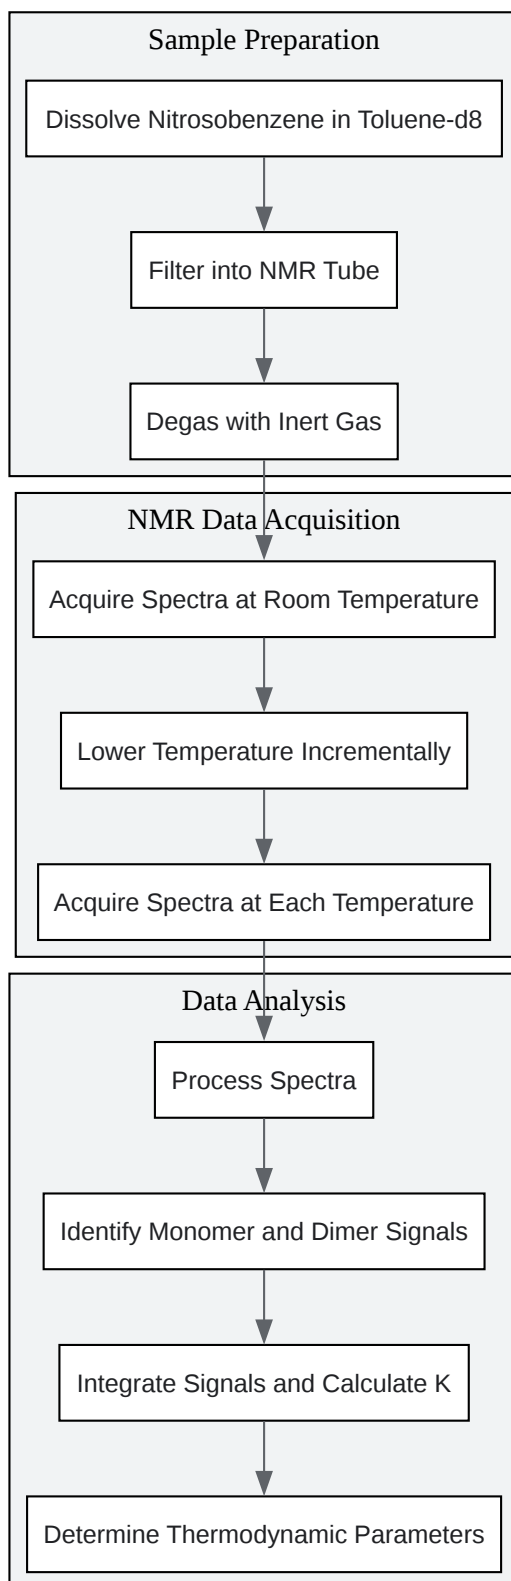 Sample Preparation
Dissolve Nitrosobenzene in Toluene-d8
Filter into NMR Tube
Degas with Inert Gas
NMR Data Acquisition
Acquire Spectra at Room Temperature
Lower Temperature Incrementally
Acquire Spectra at Each Temperature
Data Analysis
Process Spectra
Identify Monomer and Dimer Signals
Integrate Signals and Calculate K
Determine Thermodynamic Parameters